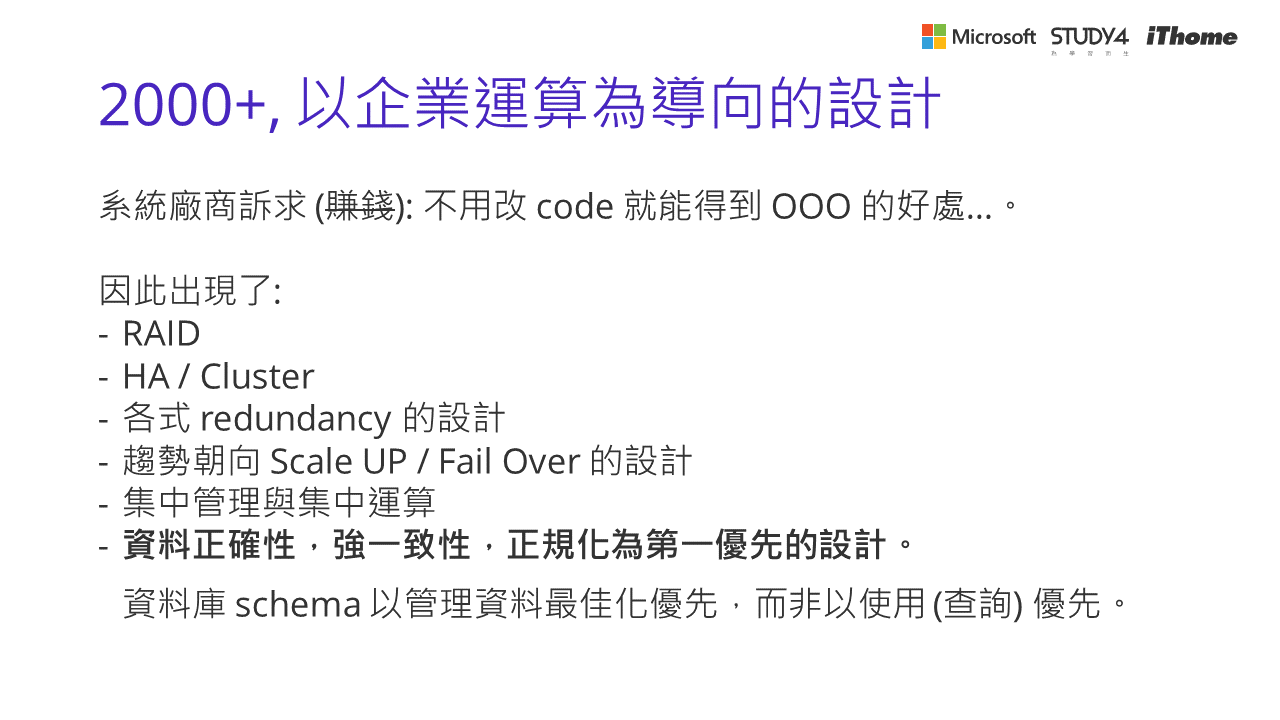 Microsoft STUDY4 iThome
為 學 習 而 生
2000+, 以企業運算為導向的設計
系統廠商訴求 (賺錢): 不用改 code 就能得到 OOO 的好處...。
因此出現了:
- RAID
- HA / Cluster
- 各式 redundancy 的設計
- 趨勢朝向 Scale UP / Fail Over 的設計
- 集中管理與集中運算
- 資料正確性，強一致性，正規化為第一優先的設計。
資料庫 schema 以管理資料最佳化優先，而非以使用 (查詢) 優先。